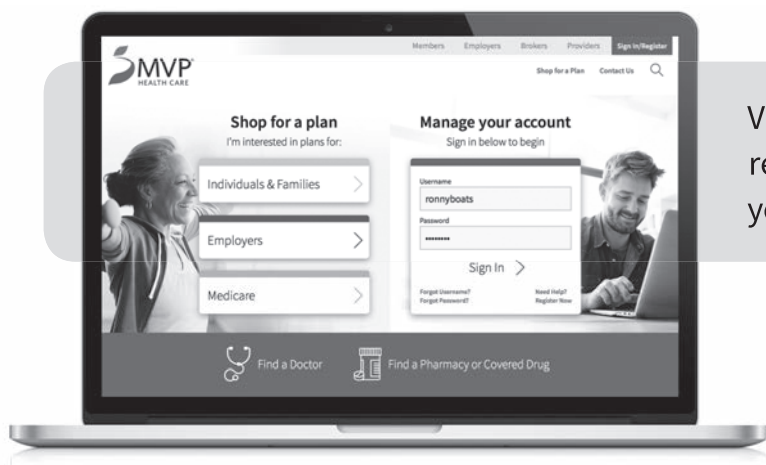 Members Employers Brokers Providers Sign In/Register
MVP
HEALTH CARE
Shop for a Plan Contact Us
Shop for a plan
I'm interested in plans for:
Individuals & Families
Employers
Medicare
Manage your account
Sign in below to begin
Username
ronnyboats
Password
••••••••
Sign In
Forgot Username? Need Help?
Forgot Password? Register Now
Find a Doctor Find a Pharmacy or Covered Drug
V
re
yo